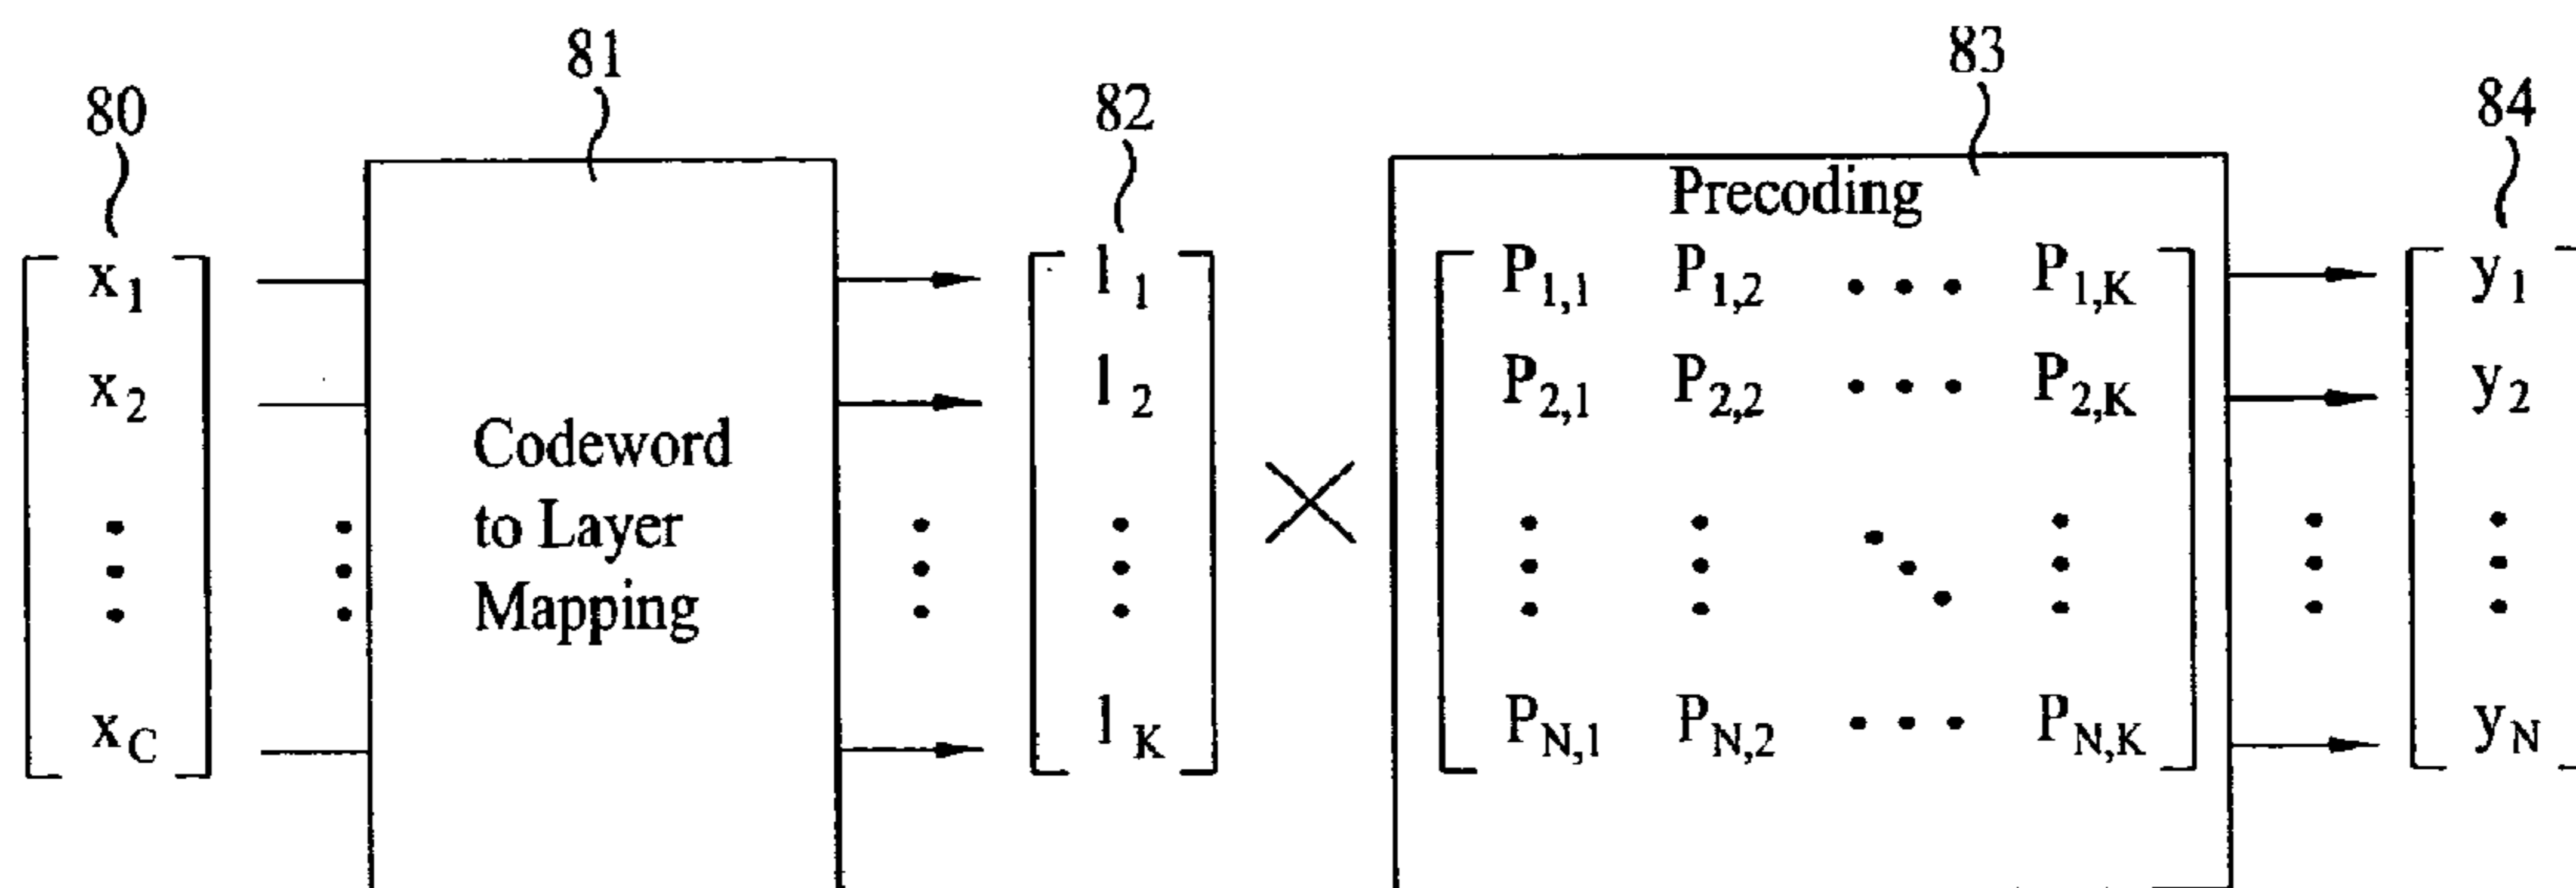 80
81
82
83
84
x1
x2
xC
Codeword
to Layer
Mapping
l1
l2
lK
×
Precoding
P1,1 P1,2 • • • P1,K
P2,1 P2,2 • • • P2,K
PN,1 PN,2 • • • PN,K
y1
y2
yN